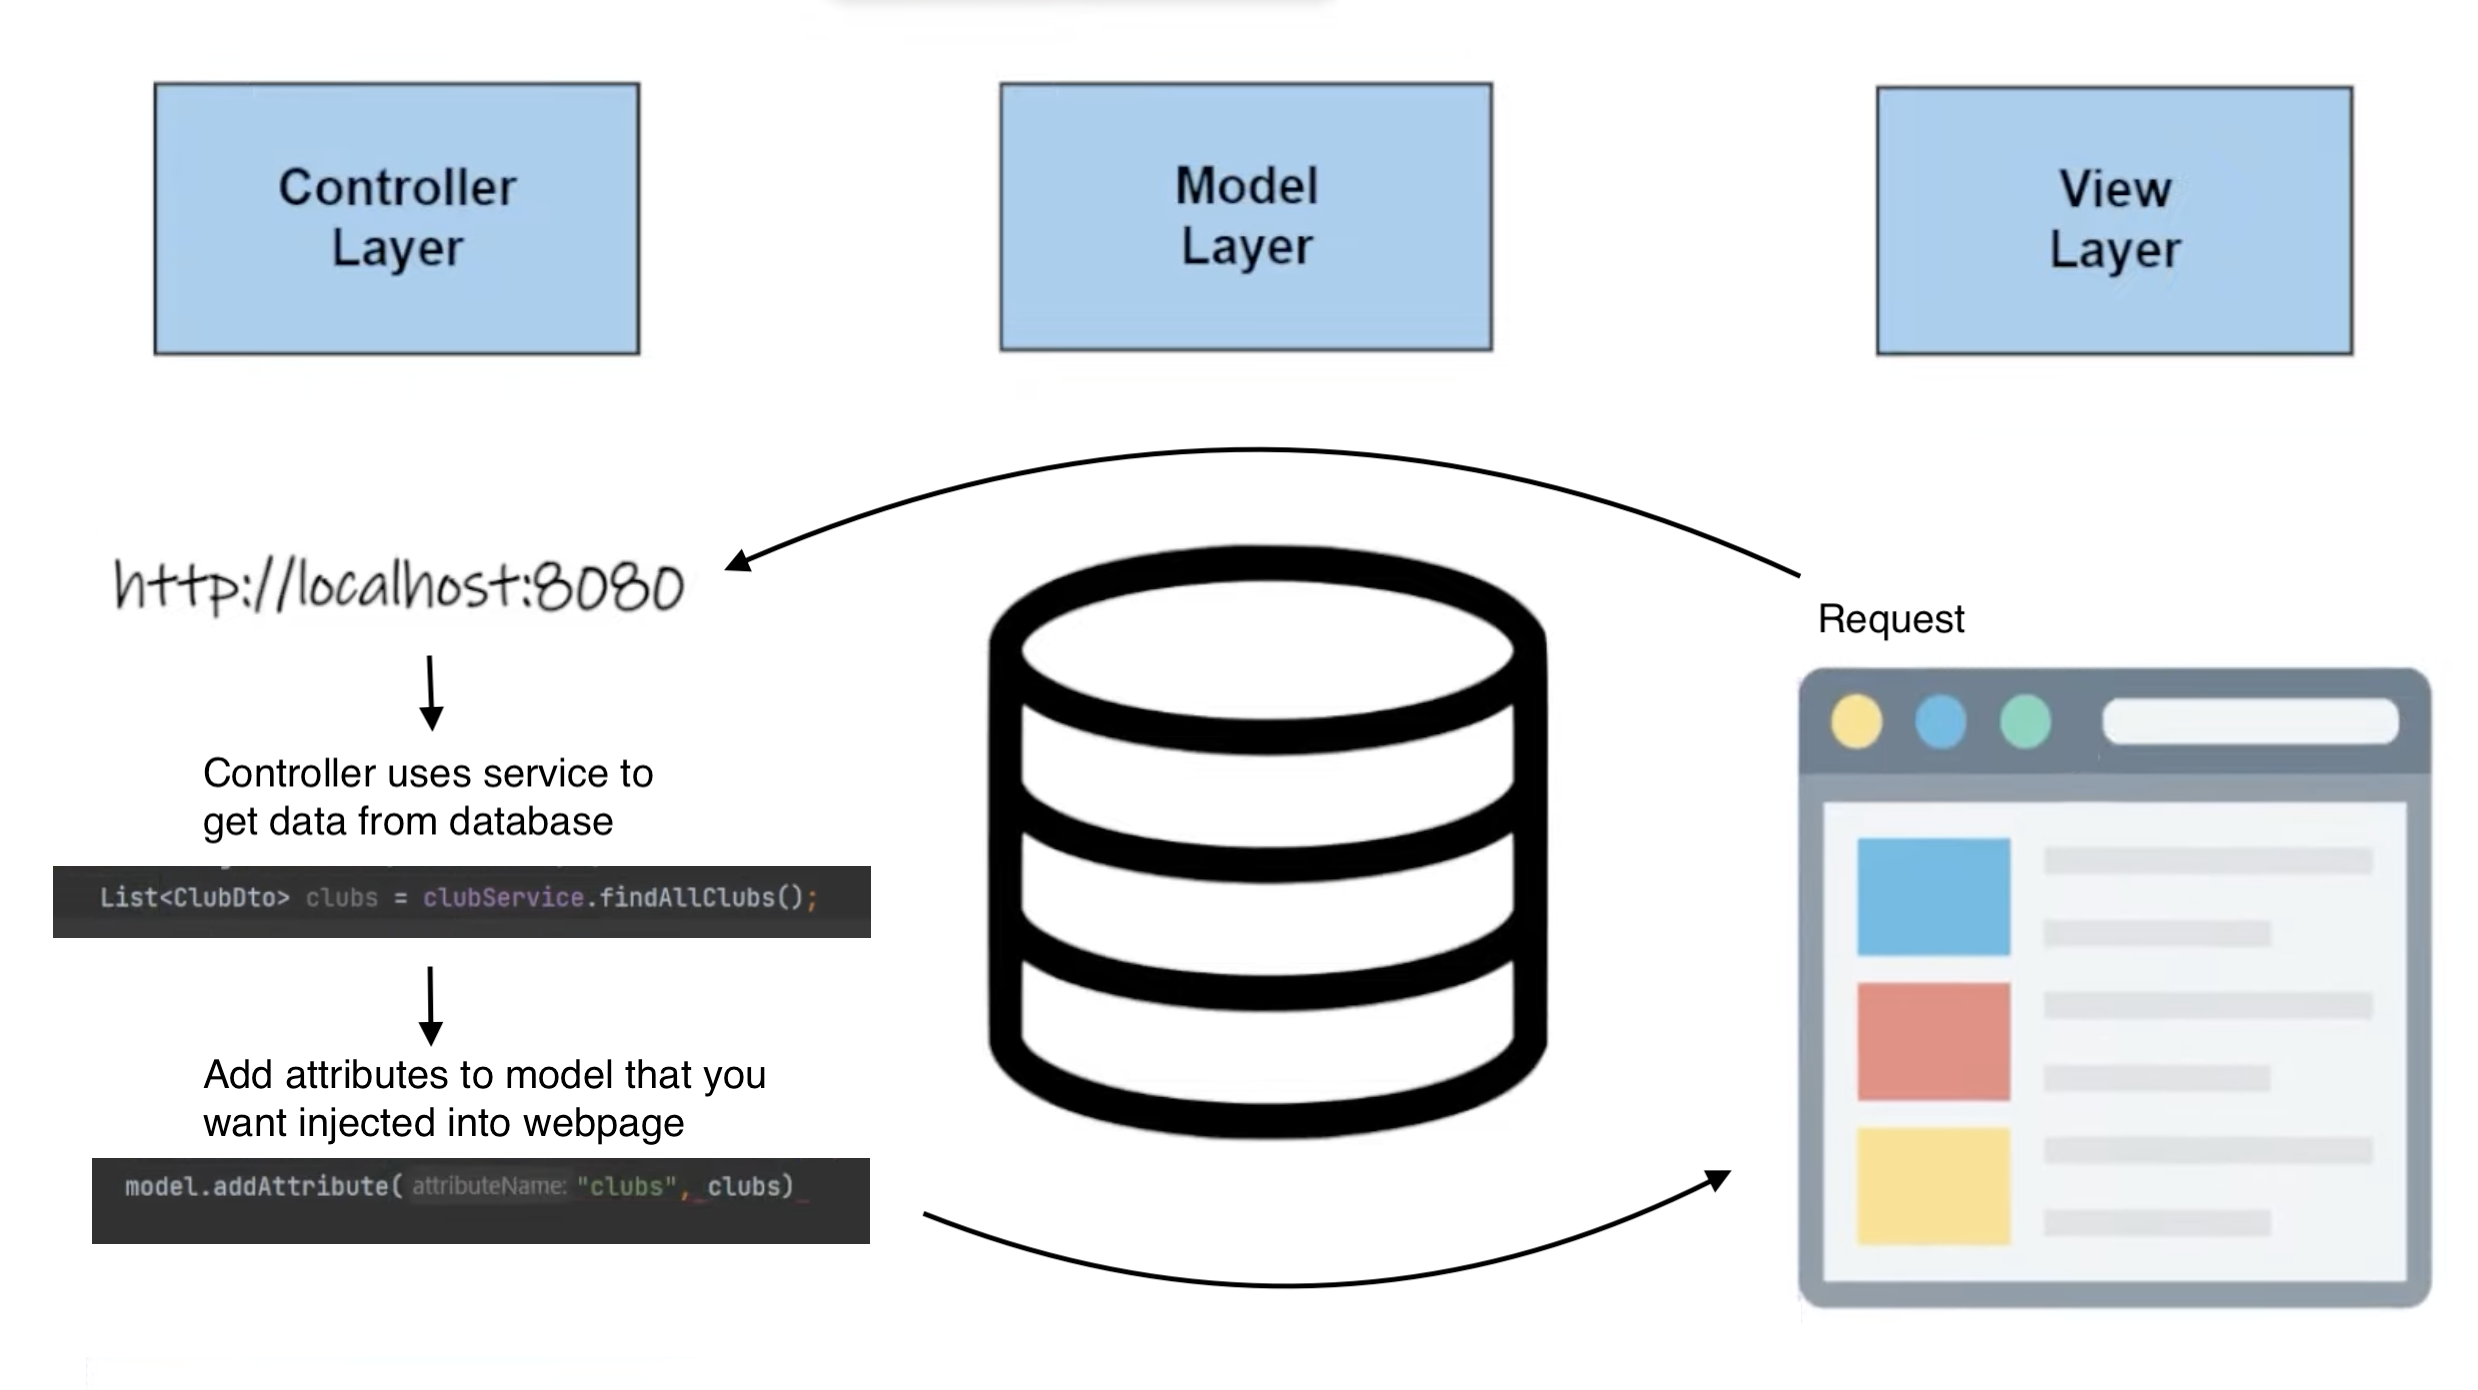 Controller
Layer
Model
Layer
View
Layer
http://localhost:8080
Request
Controller uses service to
get data from database
List<ClubDto> clubs = clubService.findAllClubs();
Add attributes to model that you
want injected into webpage
model.addAttribute( attributeName: "clubs", clubs)